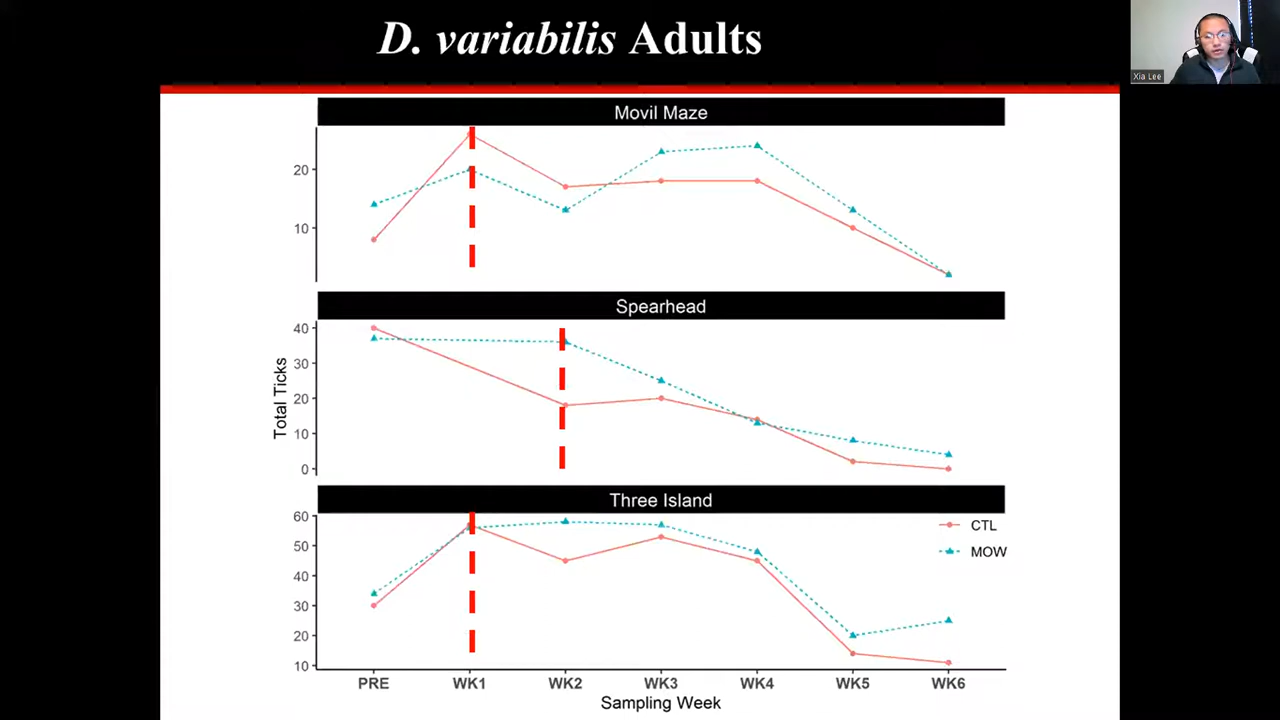 D. variabilis Adults
Xia Lee
Movil Maze
20
10
Spearhead
40
30
20
10
0
Total Ticks
Three Island
60
50
40
30
20
10
CTL
MOW
PRE WK1 WK2 WK3 WK4 WK5 WK6
Sampling Week